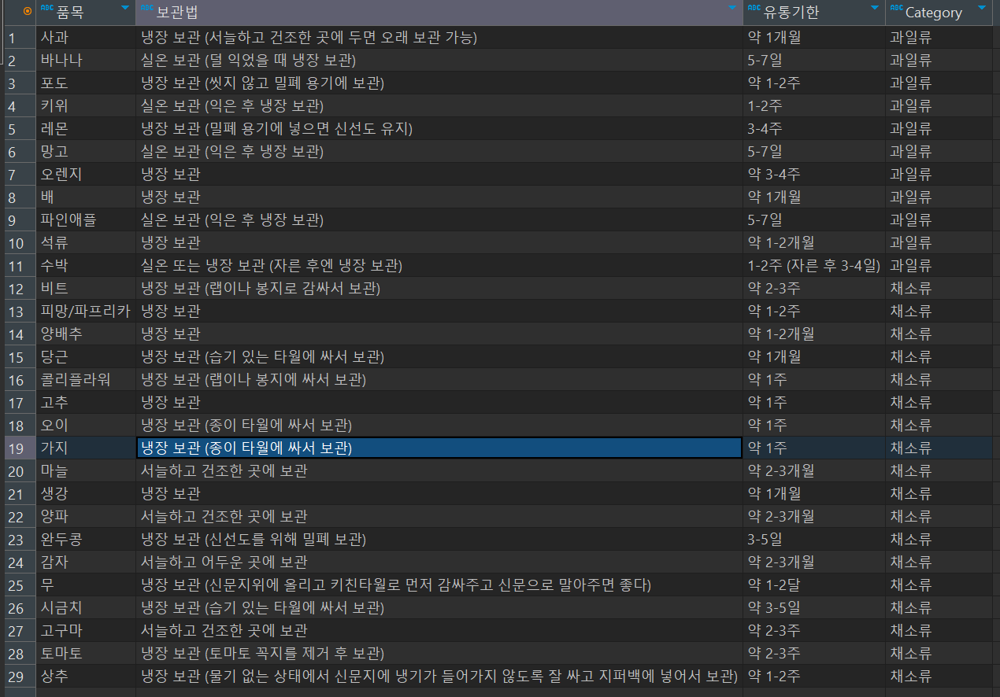 ABC 품목 ABC 보관법 ABC 유통기한 ABC Category
1 사과 냉장 보관 (서늘하고 건조한 곳에 두면 오래 보관 가능) 약 1개월 과일류
2 바나나 실온 보관 (덜 익었을 때 냉장 보관) 5-7일 과일류
3 포도 냉장 보관 (씻지 않고 밀폐 용기에 보관) 약 1-2주 과일류
4 키위 실온 보관 (익은 후 냉장 보관) 1-2주 과일류
5 레몬 냉장 보관 (밀폐 용기에 넣으면 신선도 유지) 3-4주 과일류
6 망고 실온 보관 (익은 후 냉장 보관) 5-7일 과일류
7 오렌지 냉장 보관 약 3-4주 과일류
8 배 냉장 보관 약 1개월 과일류
9 파인애플 실온 보관 (익은 후 냉장 보관) 5-7일 과일류
10 석류 냉장 보관 약 1-2개월 과일류
11 수박 실온 또는 냉장 보관 (자른 후엔 냉장 보관) 1-2주 (자른 후 3-4일) 과일류
12 비트 냉장 보관 (랩이나 봉지로 감싸서 보관) 약 2-3주 채소류
13 피망/파프리카 냉장 보관 약 1-2주 채소류
14 양배추 냉장 보관 약 1-2개월 채소류
15 당근 냉장 보관 (습기 있는 타월에 싸서 보관) 약 1개월 채소류
16 콜리플라워 냉장 보관 (랩이나 봉지에 싸서 보관) 약 1주 채소류
17 고추 냉장 보관 약 1주 채소류
18 오이 냉장 보관 (종이 타월에 싸서 보관) 약 1주 채소류
19 가지 냉장 보관 (종이 타월에 싸서 보관) 약 1주 채소류
20 마늘 서늘하고 건조한 곳에 보관 약 2-3개월 채소류
21 생강 냉장 보관 약 1개월 채소류
22 양파 서늘하고 건조한 곳에 보관 약 2-3개월 채소류
23 완두콩 냉장 보관 (신선도를 위해 밀폐 보관) 3-5일 채소류
24 감자 서늘하고 어두운 곳에 보관 약 2-3개월 채소류
25 무 냉장 보관 (신문지위에 올리고 키친타월로 먼저 감싸주고 신문으로 말아주면 좋다) 약 1-2달 채소류
26 시금치 냉장 보관 (습기 있는 타월에 싸서 보관) 약 3-5일 채소류
27 고구마 서늘하고 건조한 곳에 보관 약 2-3주 채소류
28 토마토 냉장 보관 (토마토 꼭지를 제거 후 보관) 약 2-3주 채소류
29 상추 냉장 보관 (물기 없는 상태에서 신문지에 냉기가 들어가지 않도록 잘 싸고 지퍼백에 넣어서 보관) 약 1-2주 채소류